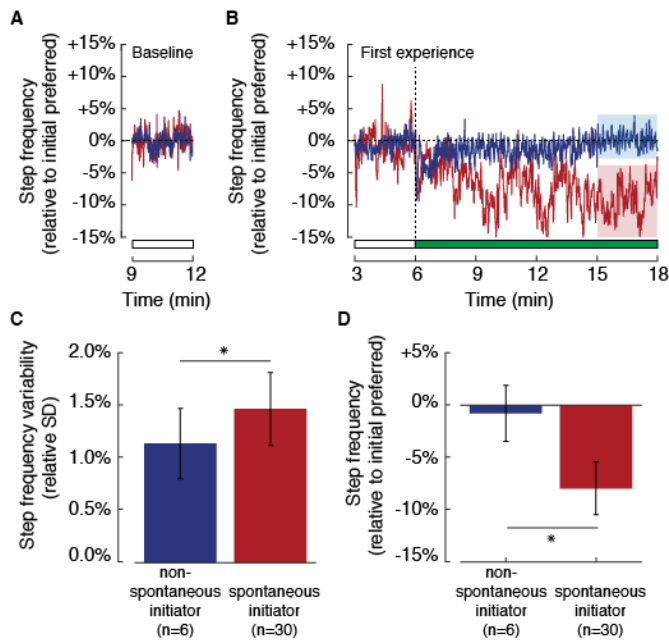 A
Step frequency
(relative to initial preferred)
+15%
+10%
+5%
0%
-5%
-10%
-15%
Baseline
9
12
Time (min)
B
Step frequency
(relative to initial preferred)
+15%
+10%
+5%
0%
-5%
-10%
-15%
First experience
3
6
9
12
15
18
Time (min)
C
Step frequency variability
(relative SD)
2.0%
1.5%
1.0%
0.5%
0.0%
*
non-
spontaneous
initiator
(n=6)
spontaneous
initiator
(n=30)
D
Step frequency
(relative to initial preferred)
+5%
0%
-5%
-10%
-15%
*
non-
spontaneous
initiator
(n=6)
spontaneous
initiator
(n=30)